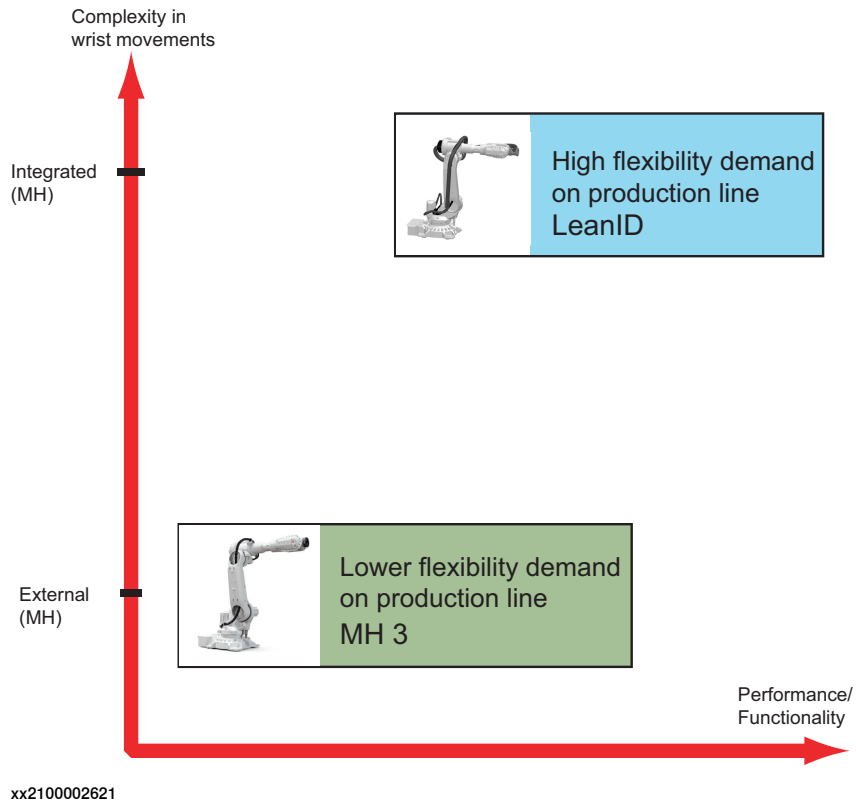 Complexity in
wrist movements
Integrated
(MH)
High flexibility demand
on production line
LeanID
External
(MH)
Lower flexibility demand
on production line
MH 3
Performance/
Functionality
xx2100002621